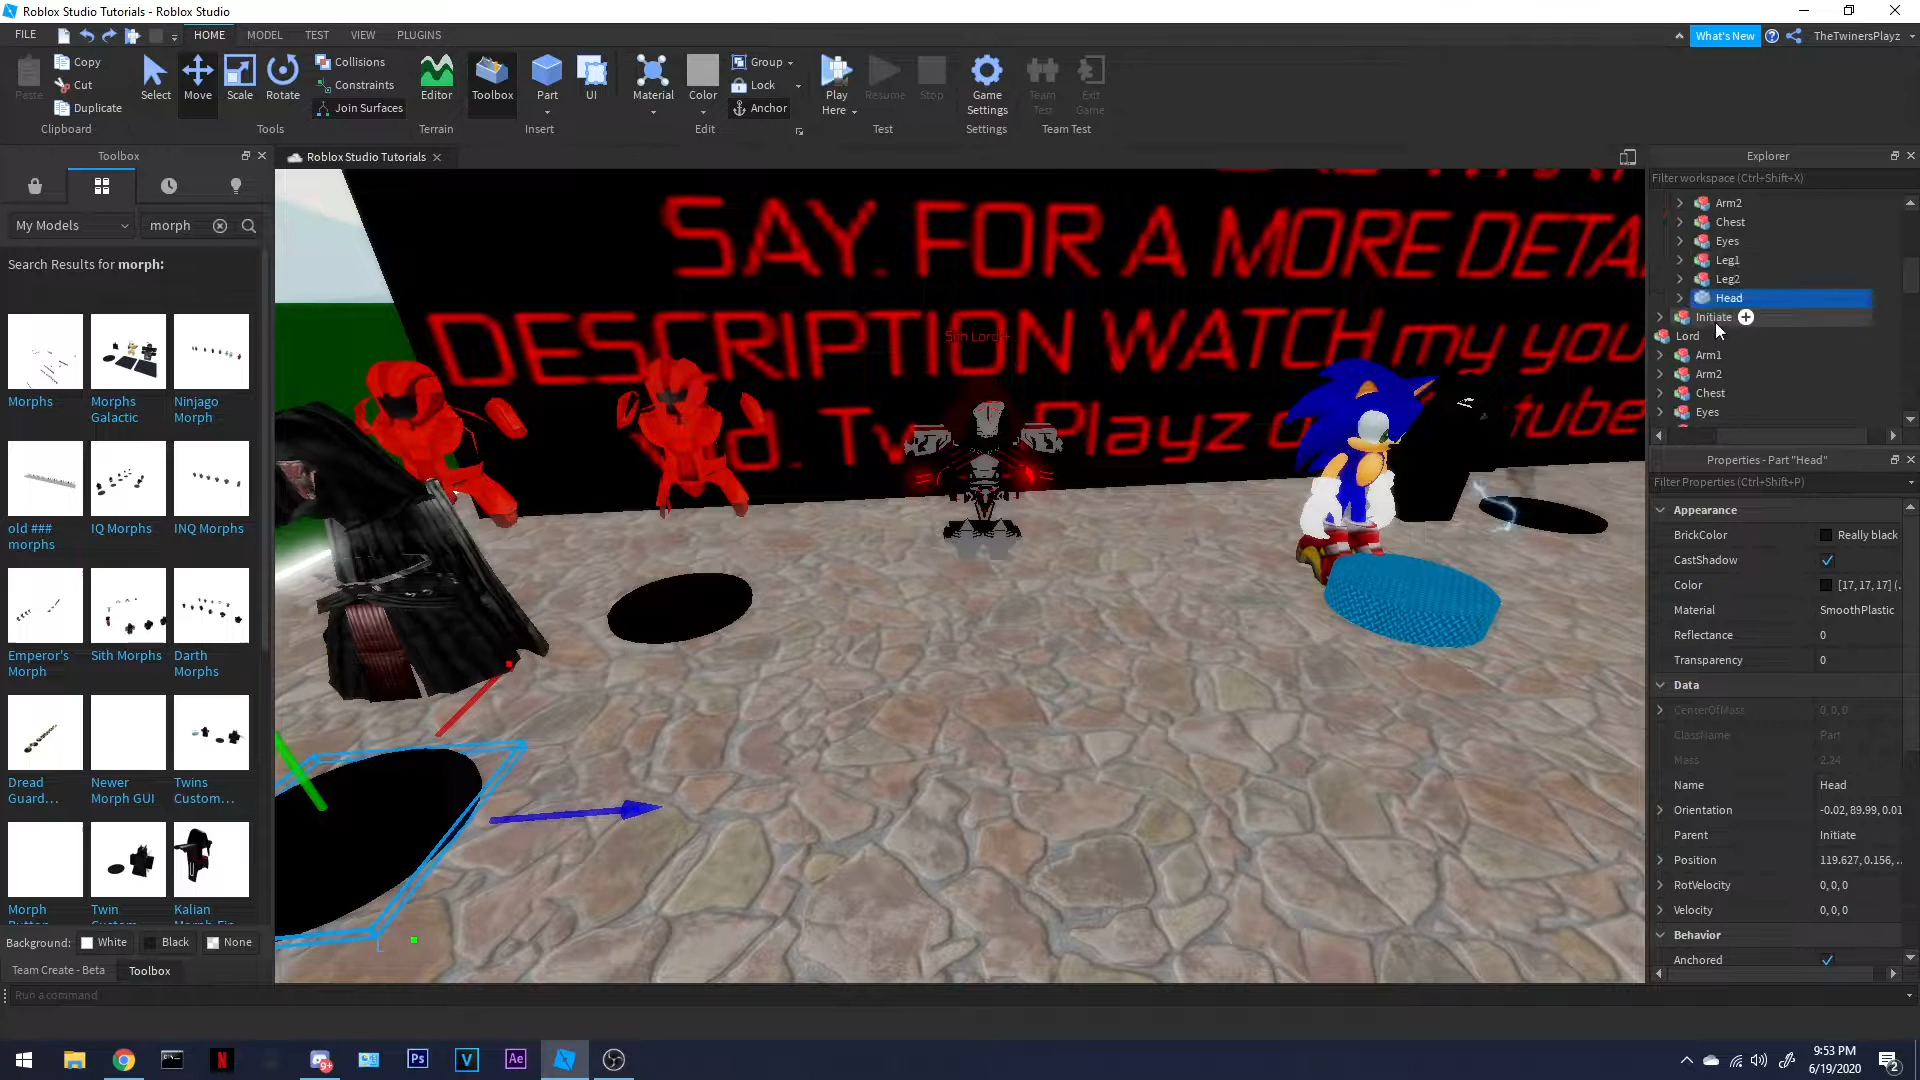 Roblox Studio Tutorials - Roblox Studio
FILE
HOME
MODEL
TEST
VIEW
PLUGINS
What's New
TheTwinersPlayz
Paste
Copy
Cut
Duplicate
Clipboard
Select
Move
Scale
Rotate
Tools
Collisions
Constraints
Join Surfaces
Editor
Terrain
Toolbox
Part
UI
Insert
Material
Color
Group
Lock
Anchor
Edit
Play
Here
Resume
Stop
Test
Game
Settings
Settings
Team
Test
Exit
Game
Team Test
Toolbox
Roblox Studio Tutorials
My Models
morph
Search Results for morph:
Morphs
Morphs
Galactic
Ninjago
Morph
old ###
morphs
IQ Morphs
INQ Morphs
Emperor's
Morph
Sith Morphs
Darth
Morphs
Dread
Guard...
Newer
Morph GUI
Twins
Custom...
Morph
Twin
Kalian
Background:
White
Black
None
Team Create - Beta
Toolbox
Run a command
SAY. FOR A MORE DETA
DESCRIPTION WATCH my you
Playz
Explorer
Filter workspace (Ctrl+Shift+X)
Arm2
Chest
Eyes
Leg1
Leg2
Head
Initiate
Lord
Arm1
Arm2
Chest
Eyes
Properties - Part "Head"
Filter Properties (Ctrl+Shift+P)
Appearance
BrickColor Really black
CastShadow
Color [17, 17, 17] (..
Material SmoothPlastic
Reflectance 0
Transparency 0
Data
CenterOfMass 0, 0, 0
ClassName Part
Mass 2.24
Name Head
Orientation -0.02, 89.99, 0.01
Parent Initiate
Position 119.627, 0.156, ..
RotVelocity 0, 0, 0
Velocity 0, 0, 0
Behavior
Anchored
Ps
V
Ae
N
9+
9:53 PM
6/19/2020
2